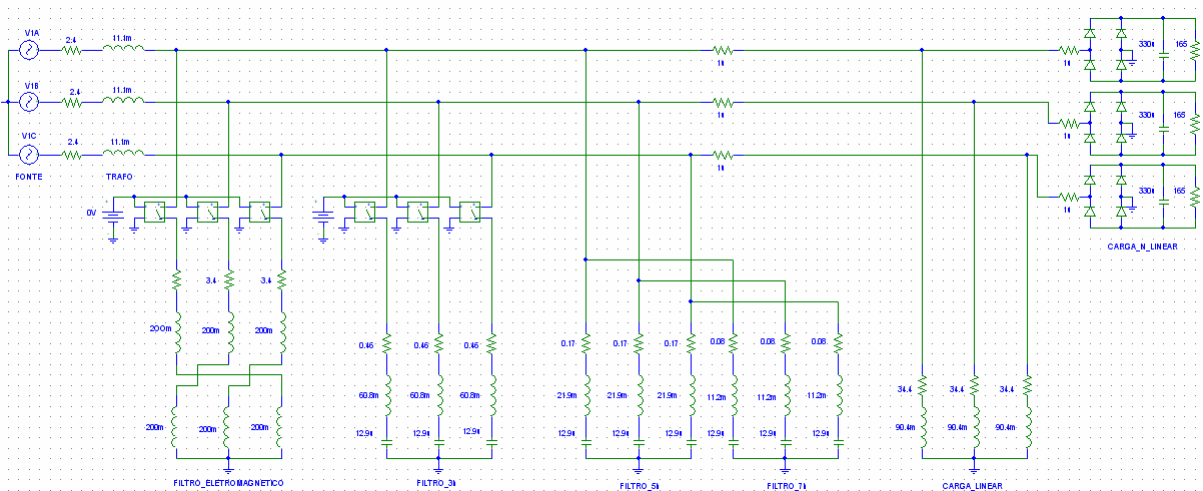 V1A
2.4
11.1m
1u
1u
330u
165
V1B
2.4
11.1m
1u
1u
330u
165
V1C
2.4
11.1m
1u
1u
330u
165
FONTE
TRAFO
0V
CARGA_N_LINEAR
3.4
3.4
200m
200m
200m
0.46
0.46
0.46
0.17
0.17
0.17
0.08
0.08
0.08
34.4
34.4
34.4
60.8m
60.8m
60.8m
21.9m
21.9m
21.9m
11.2m
11.2m
11.2m
200m
200m
200m
12.9u
12.9u
12.9u
12.9u
12.9u
12.9u
12.9u
12.9u
12.9u
90.4m
90.4m
90.4m
FILTRO_ELETROMAGNETICO
FILTRO_3h
FILTRO_5h
FILTRO_7h
CARGA_LINEAR